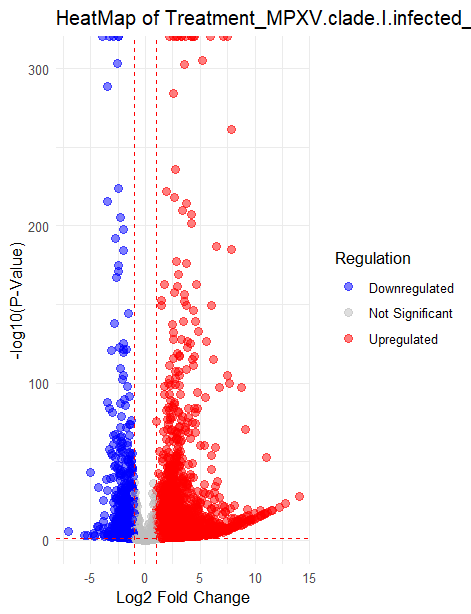 HeatMap of Treatment_MPXV.clade.I.infected_
300
200
100
0
-log10(P-Value)
-5
0
5
10
15
Log2 Fold Change
Regulation
Downregulated
Not Significant
Upregulated